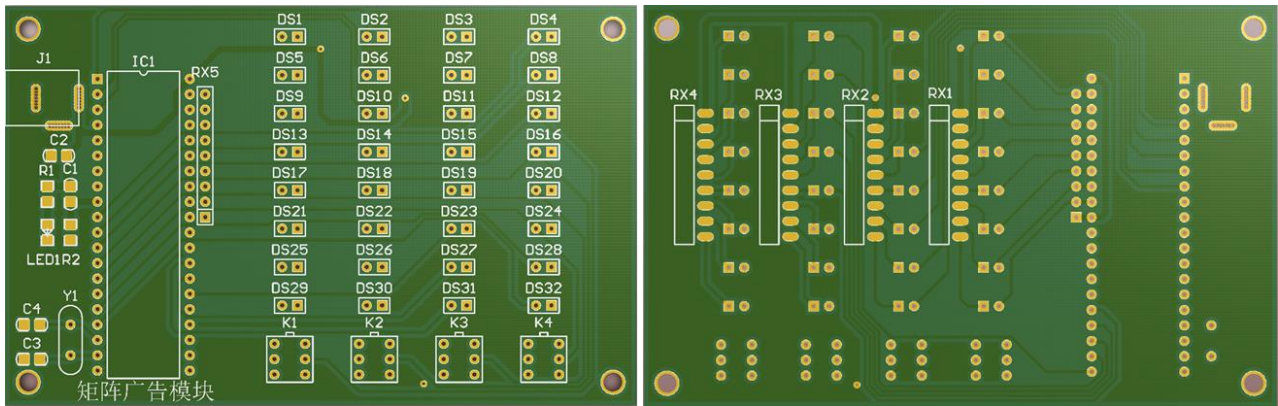 DS1 DS2 DS3 DS4
J1 IC1 RX5
DS5 DS6 DS7 DS8
DS9 DS10 DS11 DS12
C2
DS13 DS14 DS15 DS16
R1 C1
DS17 DS18 DS19 DS20
DS21 DS22 DS23 DS24
LED1R2
DS25 DS26 DS27 DS28
DS29 DS30 DS31 DS32
Y1
C4
K1 K2 K3 K4
C3
矩阵广告模块
RX4 RX3 RX2 RX1